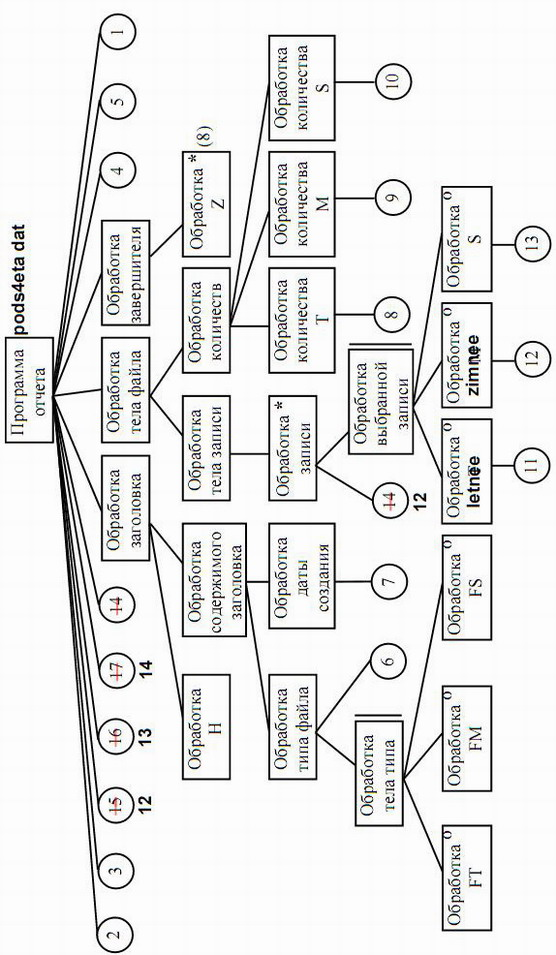 Программа
отчета
pods4eta dat
2
3
15
12
16
13
17
14
14
Обработка
заголовка
Обработка
тела файла
Обработка
завершителя
4
5
1
Обработка
H
Обработка
содержимого
заголовка
Обработка
тела записи
Обработка
количеств
Обработка *
Z
(8)
Обработка
типа файла
Обработка
даты
создания
Обработка *
записи
Обработка
количества
T
Обработка
количества
M
Обработка
количества
S
Обработка
тела типа
6
7
14
12
Обработка
выбранной
записи
8
9
10
Обработка o
FT
Обработка o
FM
Обработка o
FS
Обработка o
letnee
Обработка o
zimnee
Обработка o
S
11
12
13